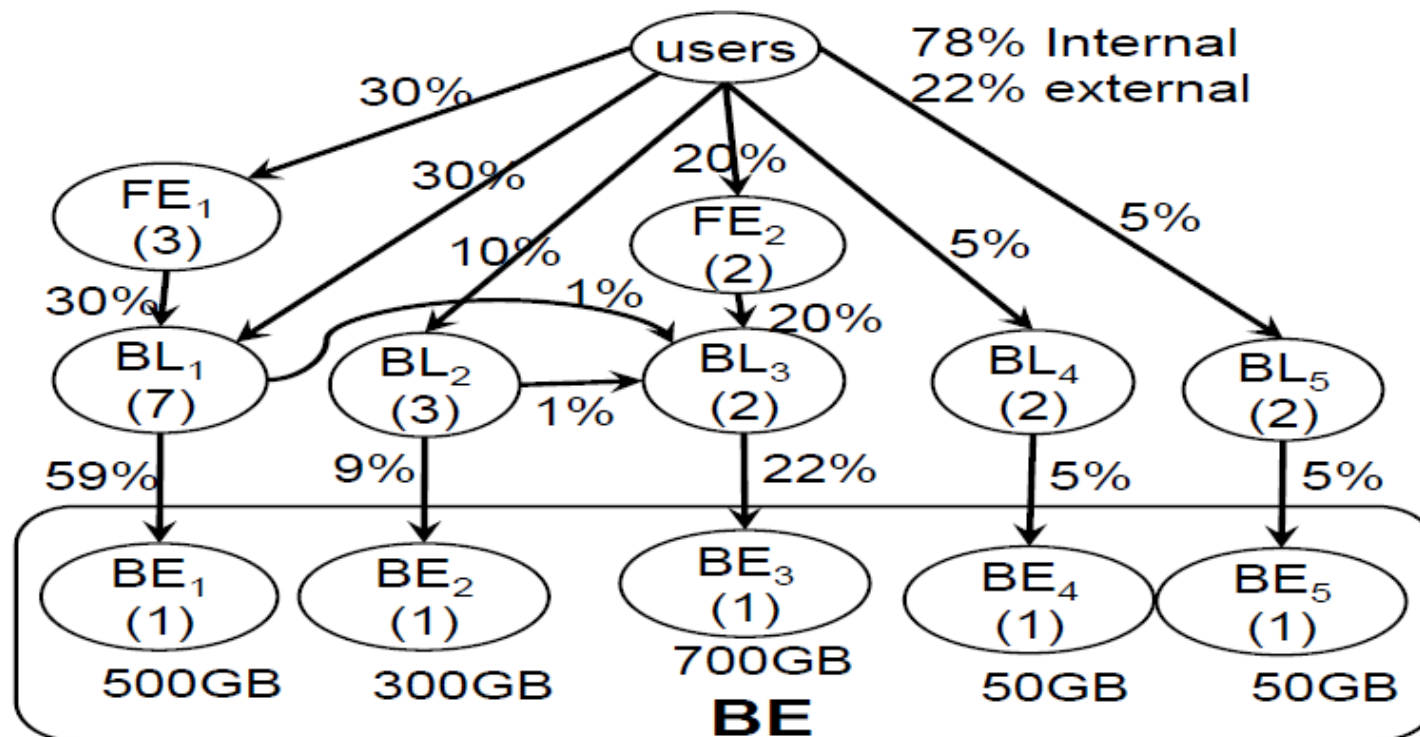 users
78% Internal
22% external
30%
30%
20%
10%
5%
5%
FE₁
(3)
FE₂
(2)
30%
1%
20%
BL₁
(7)
BL₂
(3)
1%
BL₃
(2)
BL₄
(2)
BL₅
(2)
59%
9%
22%
5%
5%
BE₁
(1)
500GB
BE₂
(1)
300GB
BE₃
(1)
700GB
BE₄
(1)
50GB
BE₅
(1)
50GB
BE